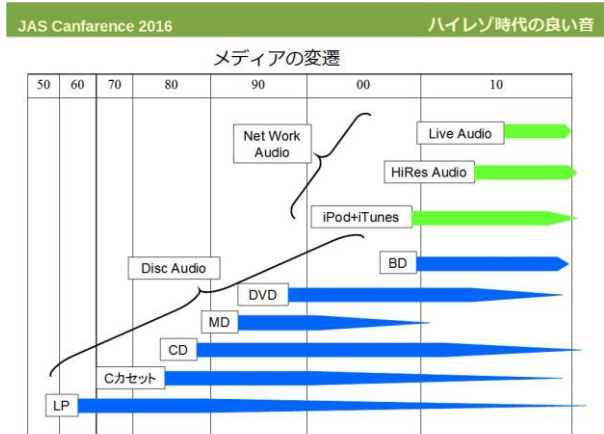 JAS Canfarence 2016
ハイレゾ時代の良い音
メディアの変遷
50 60 70 80 90 00 10
Net Work
Audio
Live Audio
HiRes Audio
iPod+iTunes
Disc Audio
BD
DVD
MD
CD
Cカセット
LP